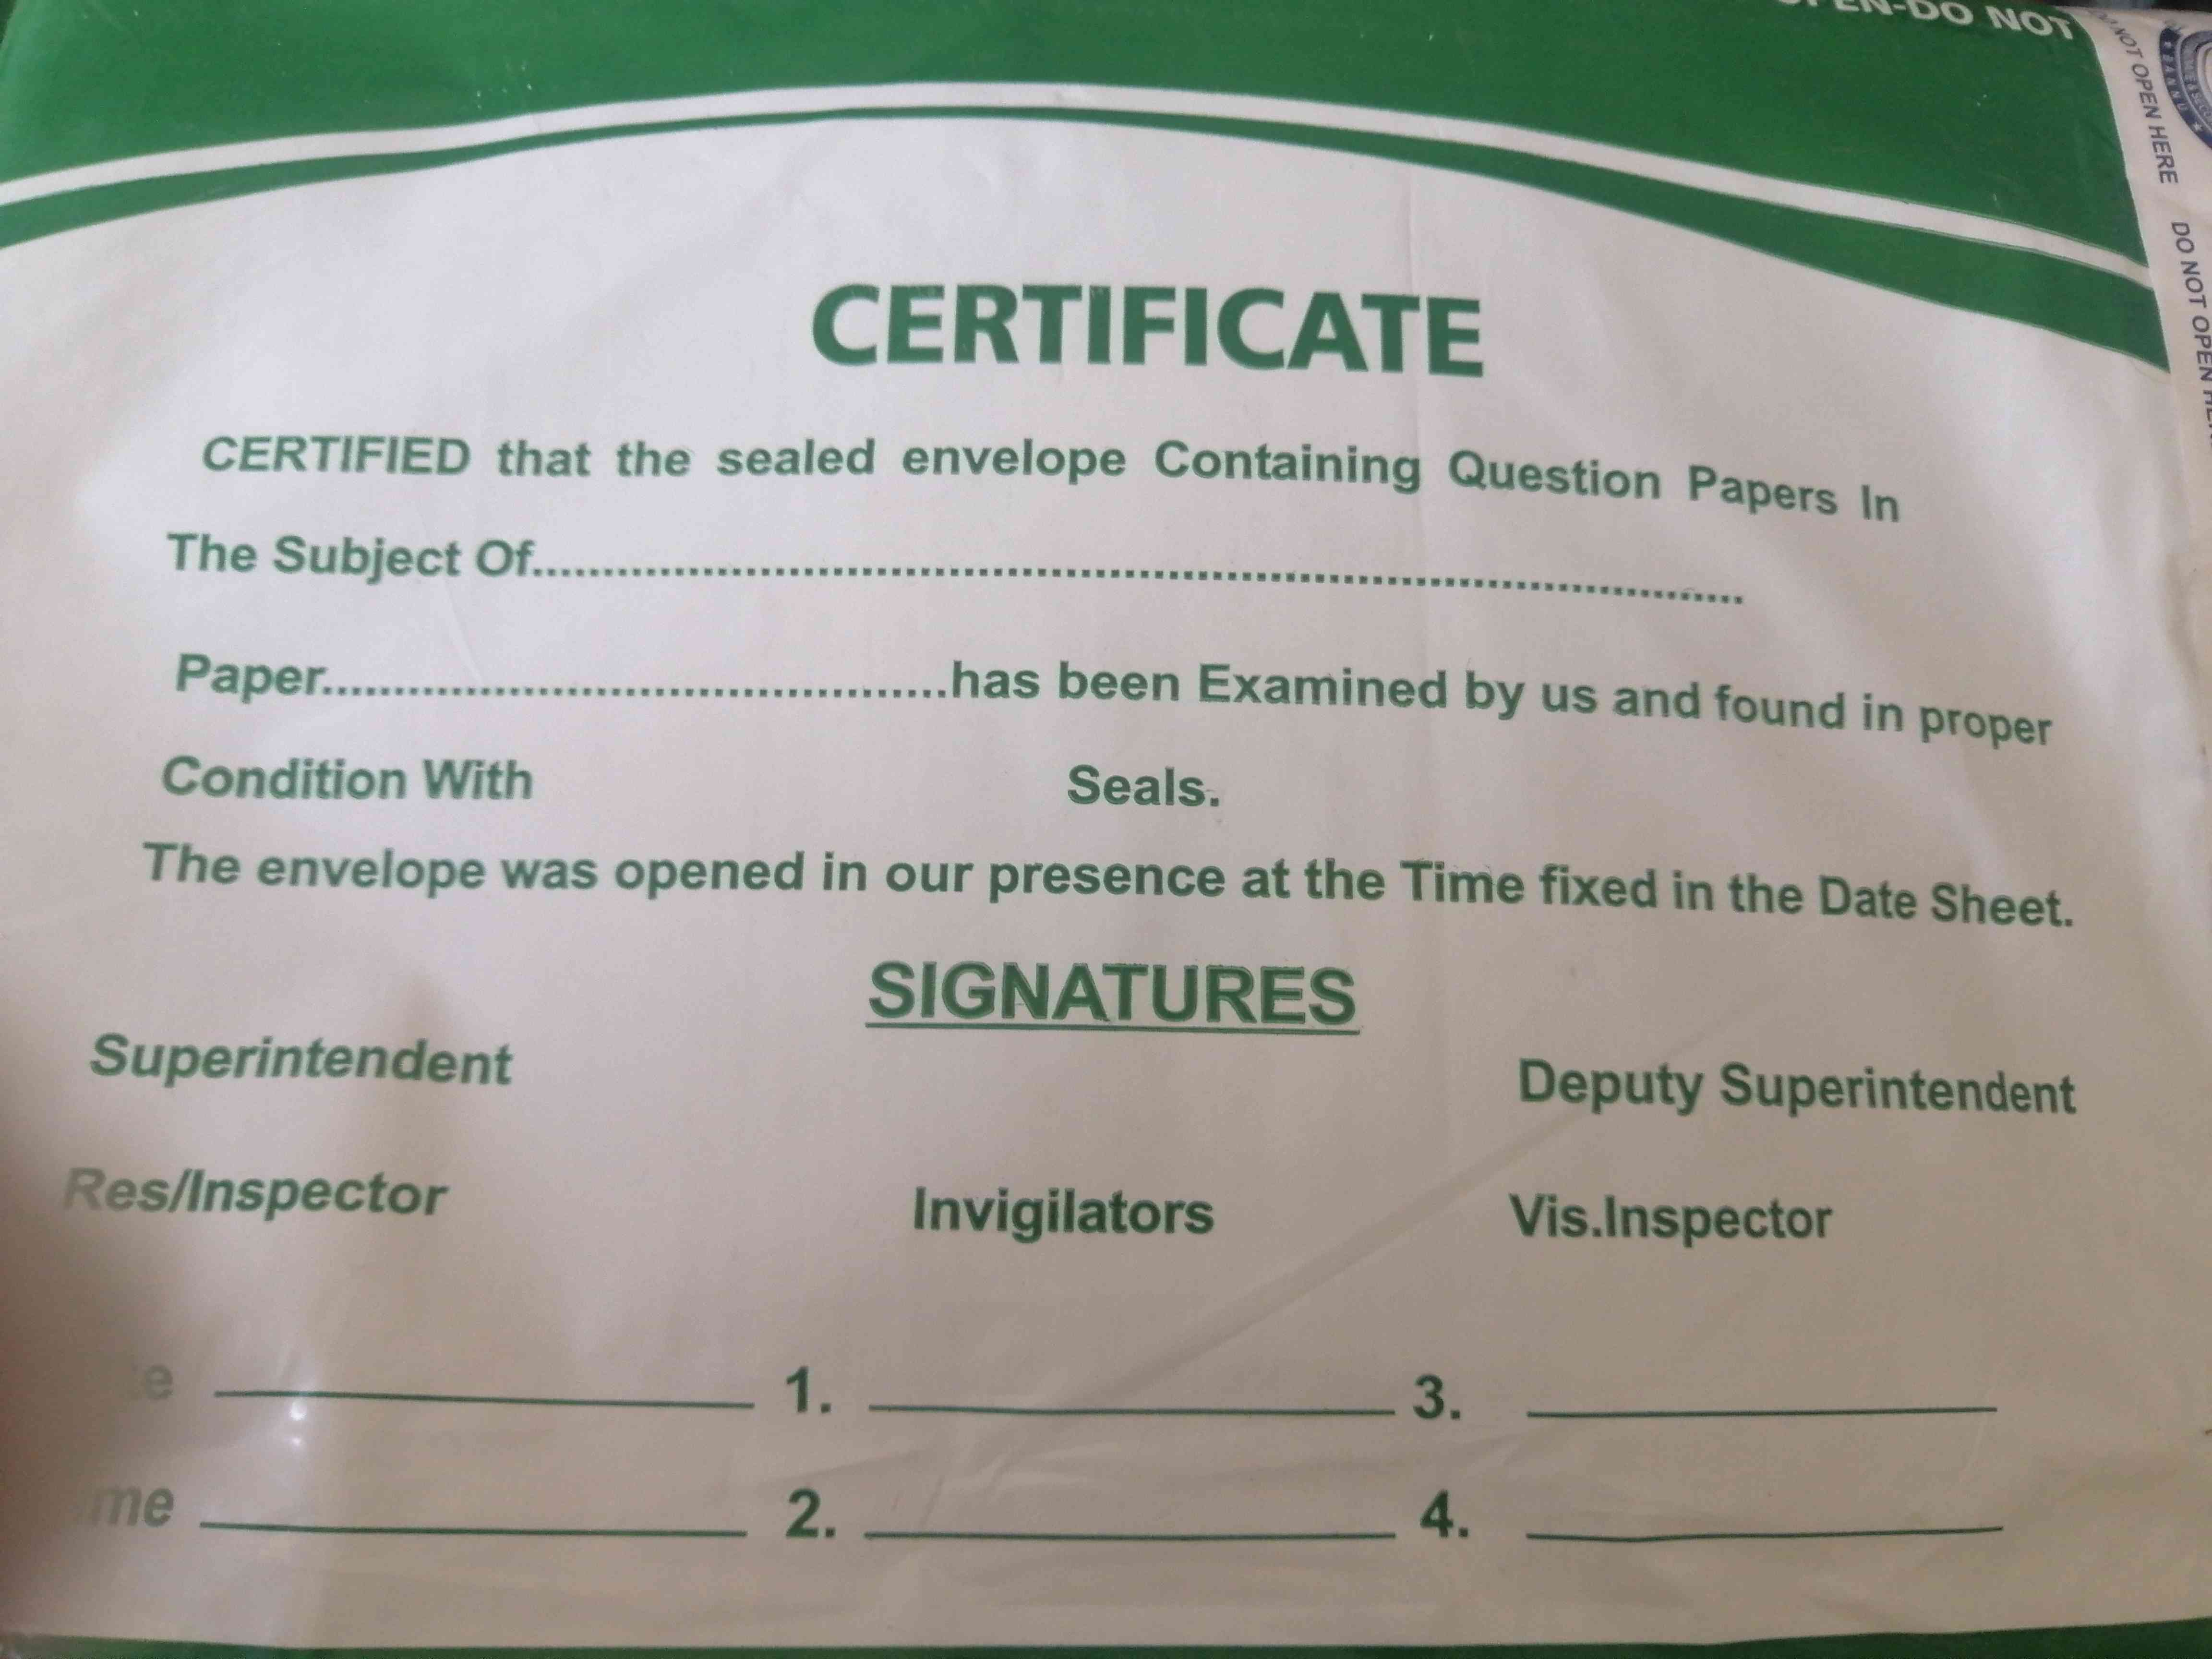 DO NOT
NOT OPEN HERE
DO NOT OPEN
BANNU
CERTIFICATE
CERTIFIED that the sealed envelope Containing Question Papers In
The Subject Of..........................................................................................
Paper............................................has been Examined by us and found in proper
Condition With Seals.
The envelope was opened in our presence at the Time fixed in the Date Sheet.
SIGNATURES
Superintendent
Deputy Superintendent
Res/Inspector Invigilators Vis.Inspector
1. 3.
2. 4.